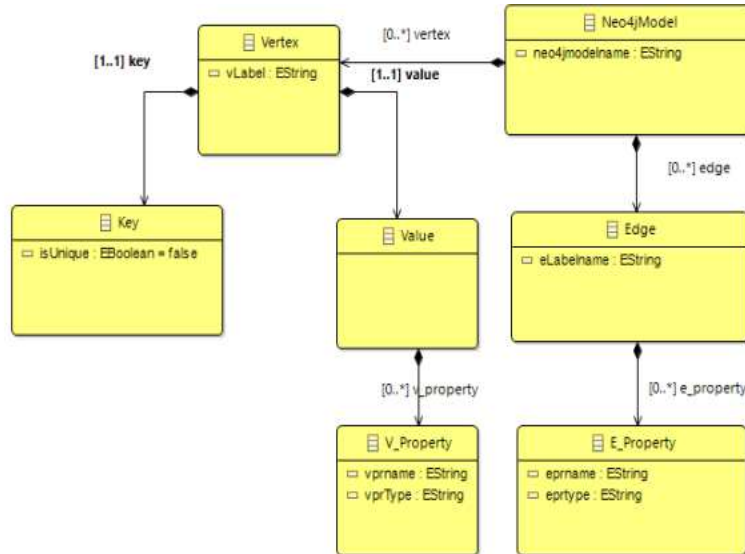 Neo4jModel
neo4jmodelname : EString
[0..*] vertex
Vertex
vLabel : EString
[1..1] key
[1..1] value
[0..*] edge
Key
isUnique : EBoolean = false
Value
Edge
eLabelname : EString
[0..*] v_property
[0..*] e_property
V_Property
vprname : EString
vprType : EString
E_Property
eprname : EString
eprtype : EString